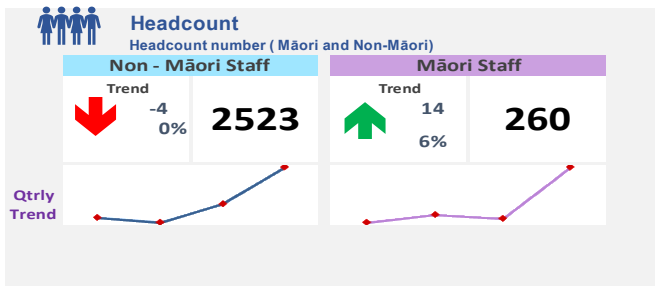 Headcount
Headcount number ( Māori and Non-Māori)
Non - Māori Staff
Trend
-4
0%
2523
Māori Staff
Trend
14
6%
260
Qtrly
Trend